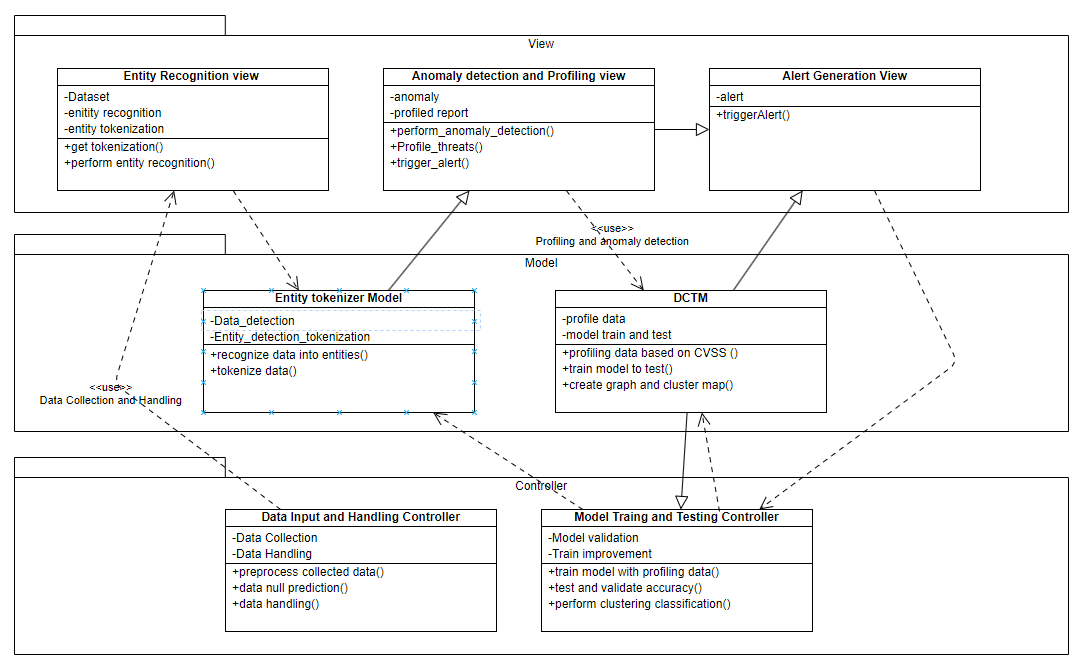 View
Entity Recognition view
-Dataset
-enitity recognition
-entity tokenization
+get tokenization()
+perform entity recognition()
Anomaly detection and Profiling view
-anomaly
-profiled report
+perform_anomaly_detection()
+Profile_threats()
+trigger_alert()
Alert Generation View
-alert
+triggerAlert()
<<use>>
Profiling and anomaly detection
Model
Entity tokenizer Model
-Data_detection
-Entity_detection_tokenization
+recognize data into entities()
+tokenize data()
DCTM
-profile data
-model train and test
+profiling data based on CVSS ()
+train model to test()
+create graph and cluster map()
<<use>>
Data Collection and Handling
Controller
Data Input and Handling Controller
-Data Collection
-Data Handling
+preprocess collected data()
+data null prediction()
+data handling()
Model Traing and Testing Controller
-Model validation
-Train improvement
+train model with profiling data()
+test and validate accuracy()
+perform clustering classification()